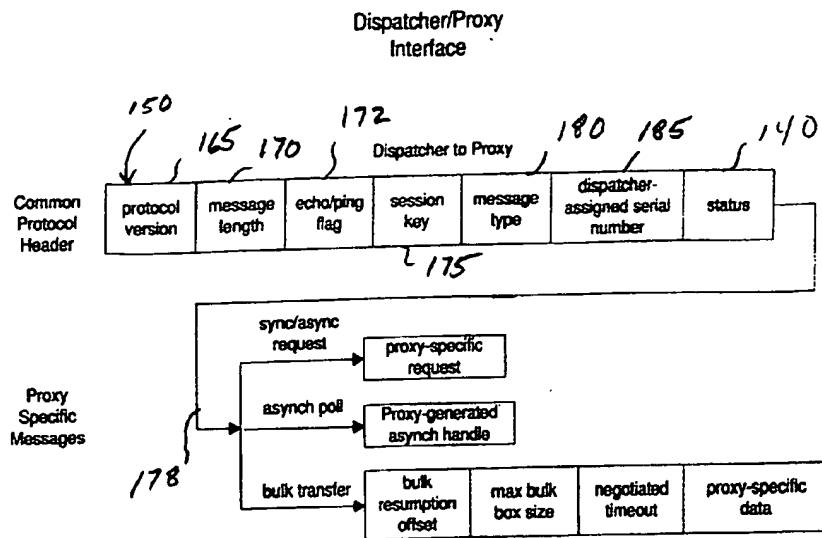 Dispatcher/Proxy
Interface
150
165
170
172
Dispatcher to Proxy
180
185
140
Common
Protocol
Header
protocol
version
message
length
echo/ping
flag
session
key
message
type
dispatcher-
assigned serial
number
status
175
sync/async
request
proxy-specific
request
Proxy
Specific
Messages
asynch poll
Proxy-generated
asynch handle
178
bulk transfer
bulk
resumption
offset
max bulk
box size
negotiated
timeout
proxy-specific
data